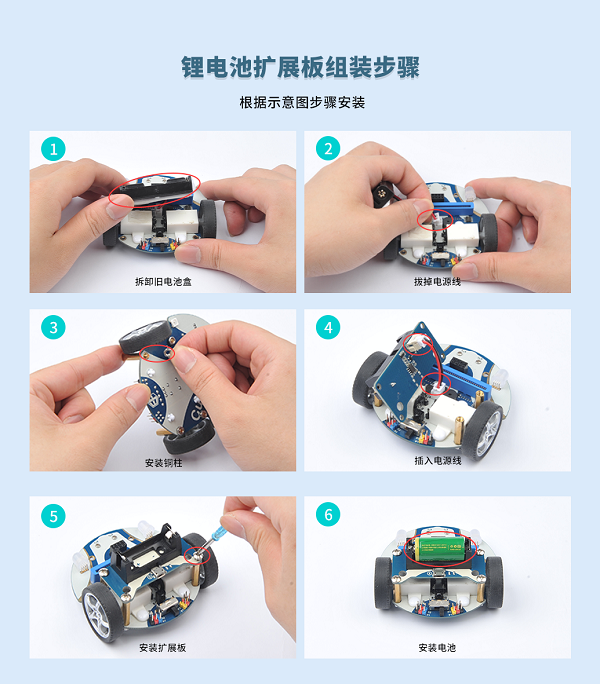 锂电池扩展板组装步骤
根据示意图步骤安装
1
拆卸旧电池盒
2
拔掉电源线
3
安装铜柱
4
插入电源线
5
安装扩展板
6
安装电池